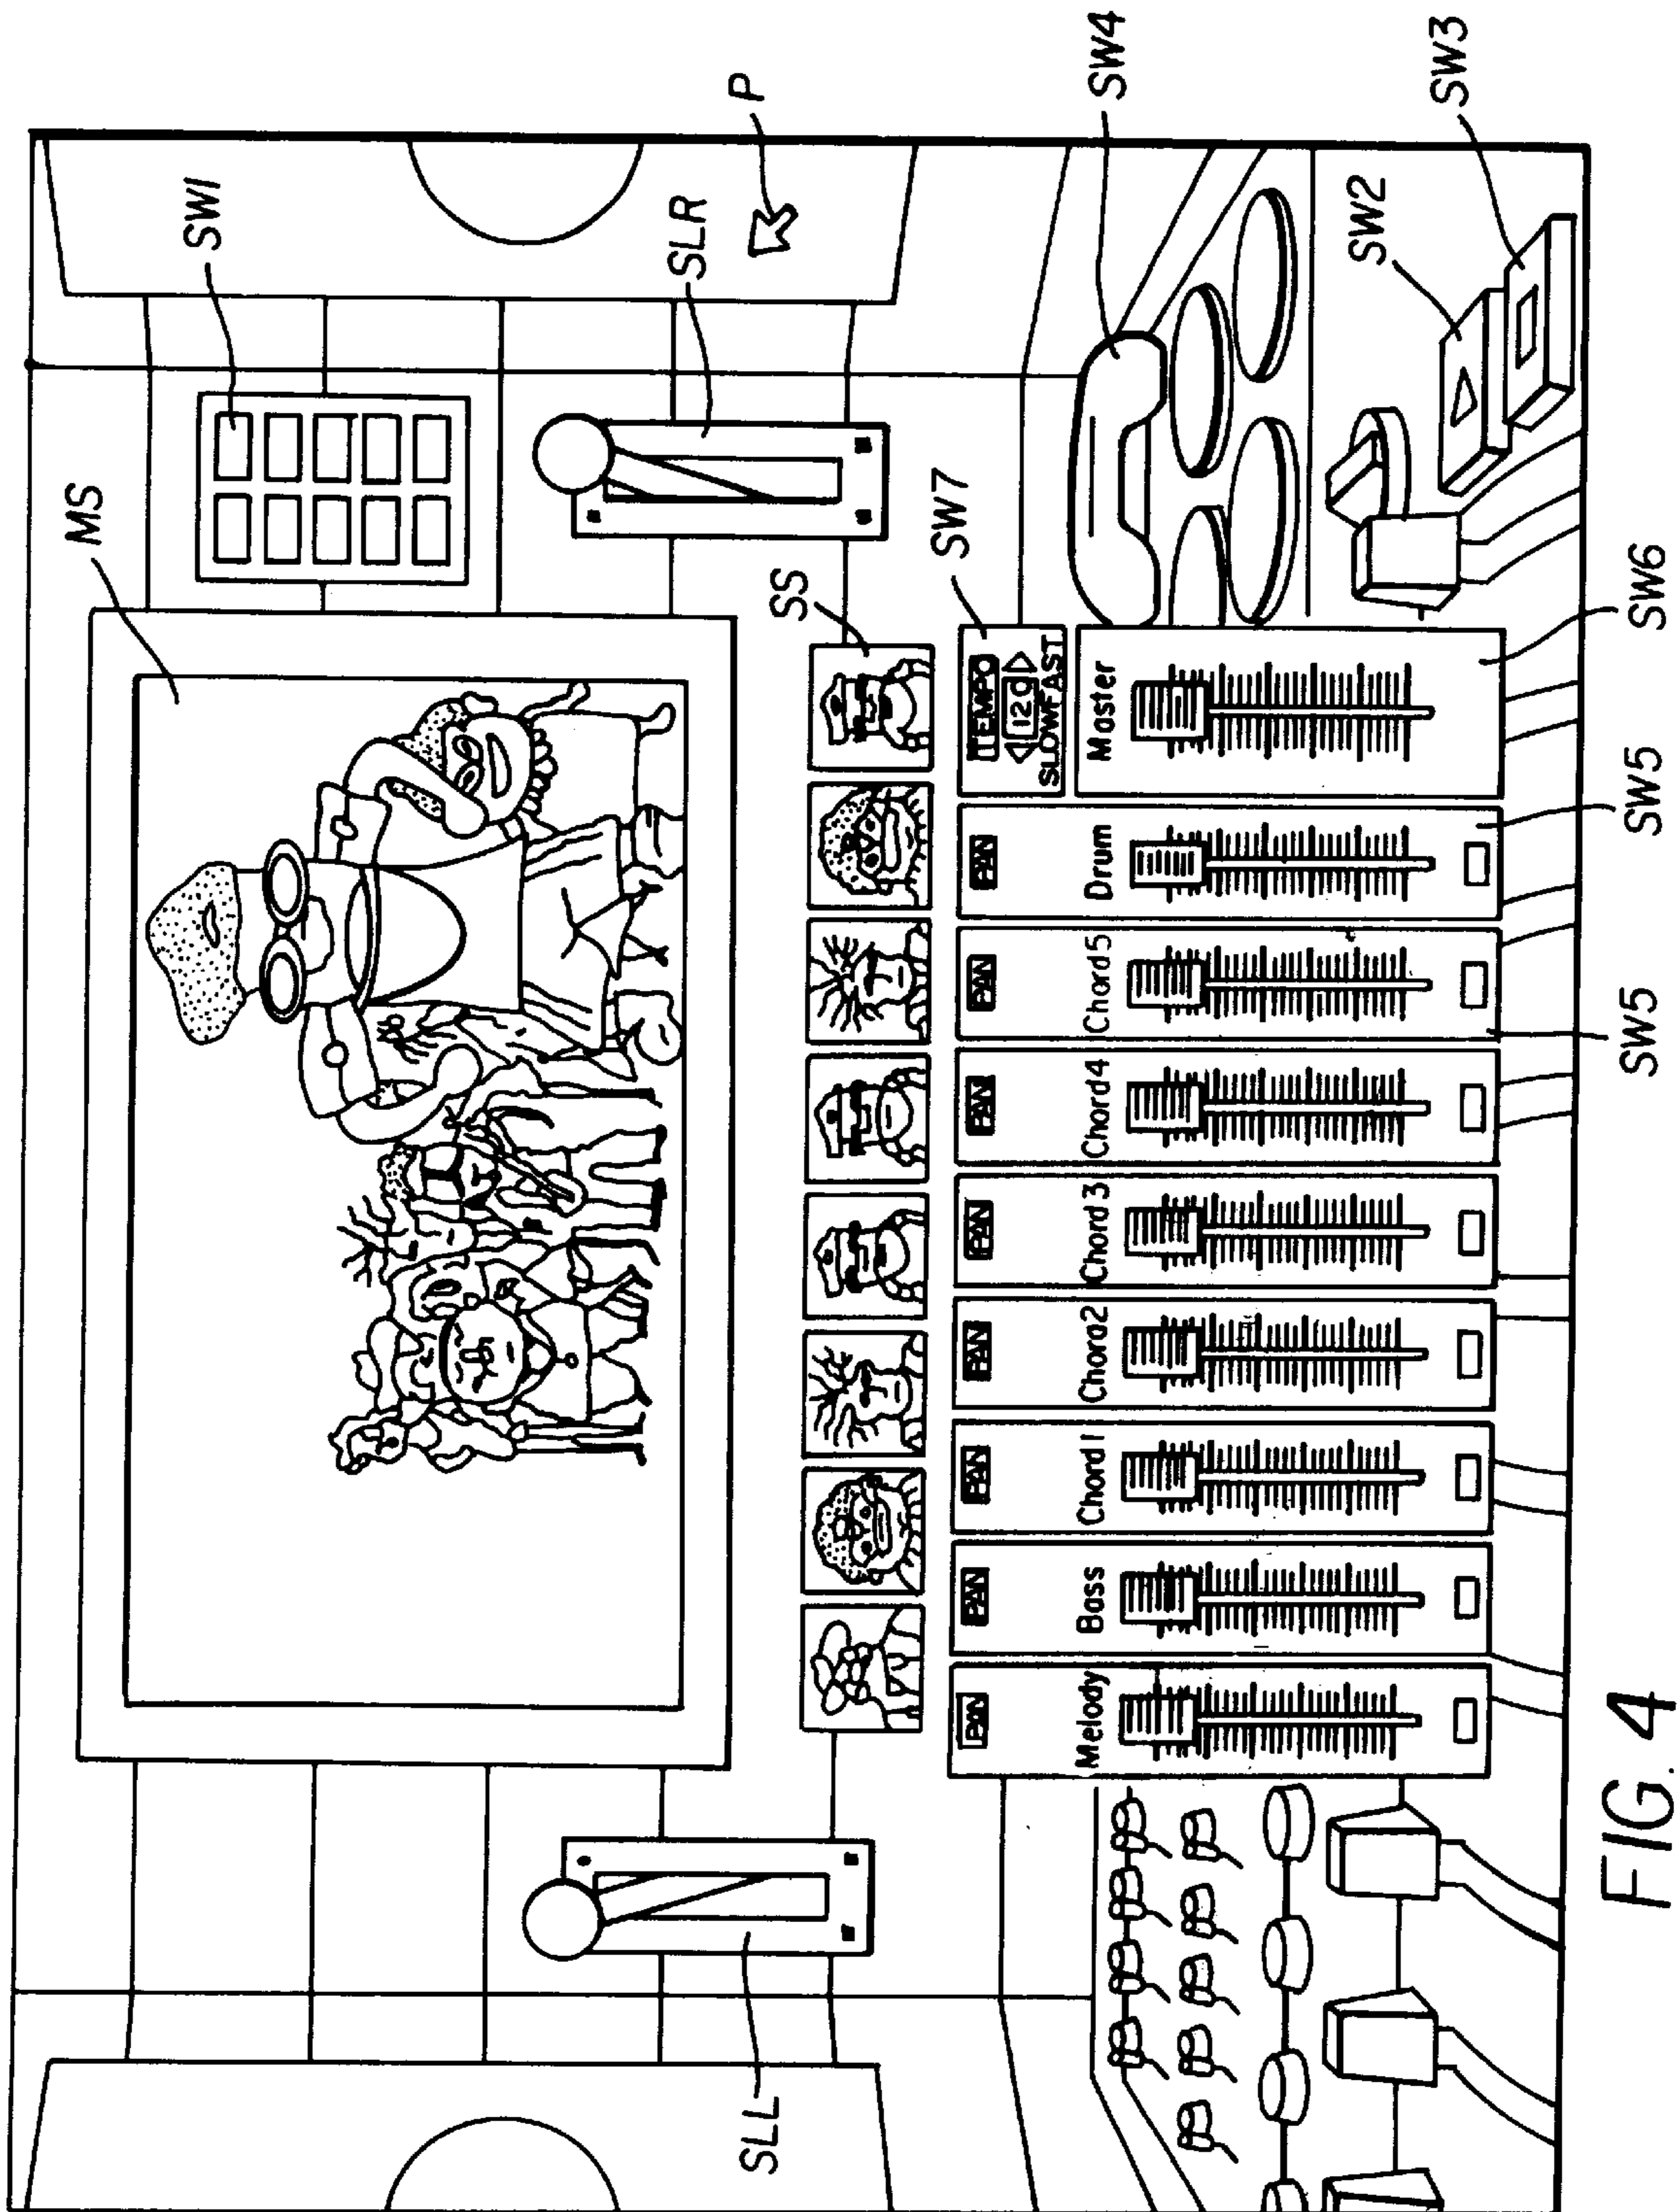 MS
SW1
SLR
P
SLL
SS
SW7
PAN
PAN
PAN
PAN
PAN
PAN
PAN
PAN
TEMPO
120
SLOW FAST
Melody
Bass
Chord1
Chora2
Chord3
Chord4
Chord5
Drum
Master
SW4
SW2
SW3
SW5
SW5
SW6
FIG. 4